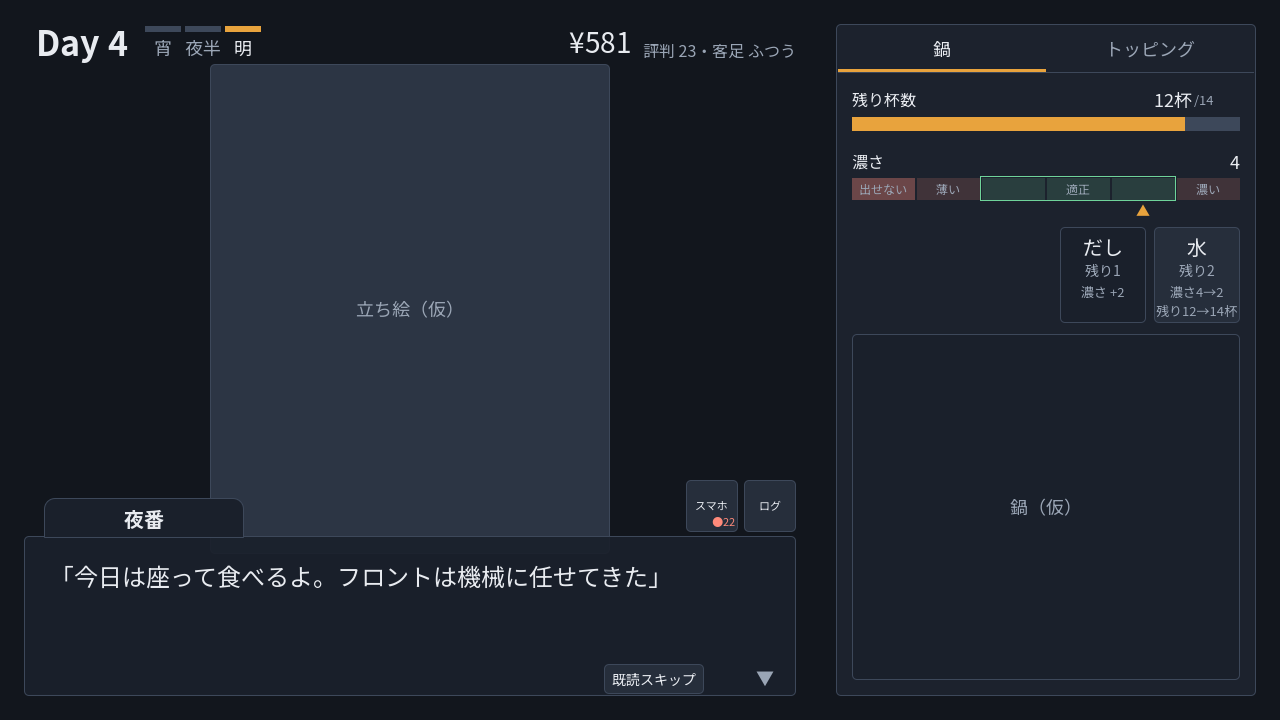 Day 4
宵 夜半 明
¥581
評判 23・客足 ふつう
鍋
トッピング
残り杯数
12杯/14
濃さ
4
出せない
薄い
適正
濃い
だし
残り1
濃さ +2
水
残り2
濃さ4→2
残り12→14杯
立ち絵（仮）
鍋（仮）
スマホ
22
ログ
夜番
「今日は座って食べるよ。フロントは機械に任せてきた」
既読スキップ
▼